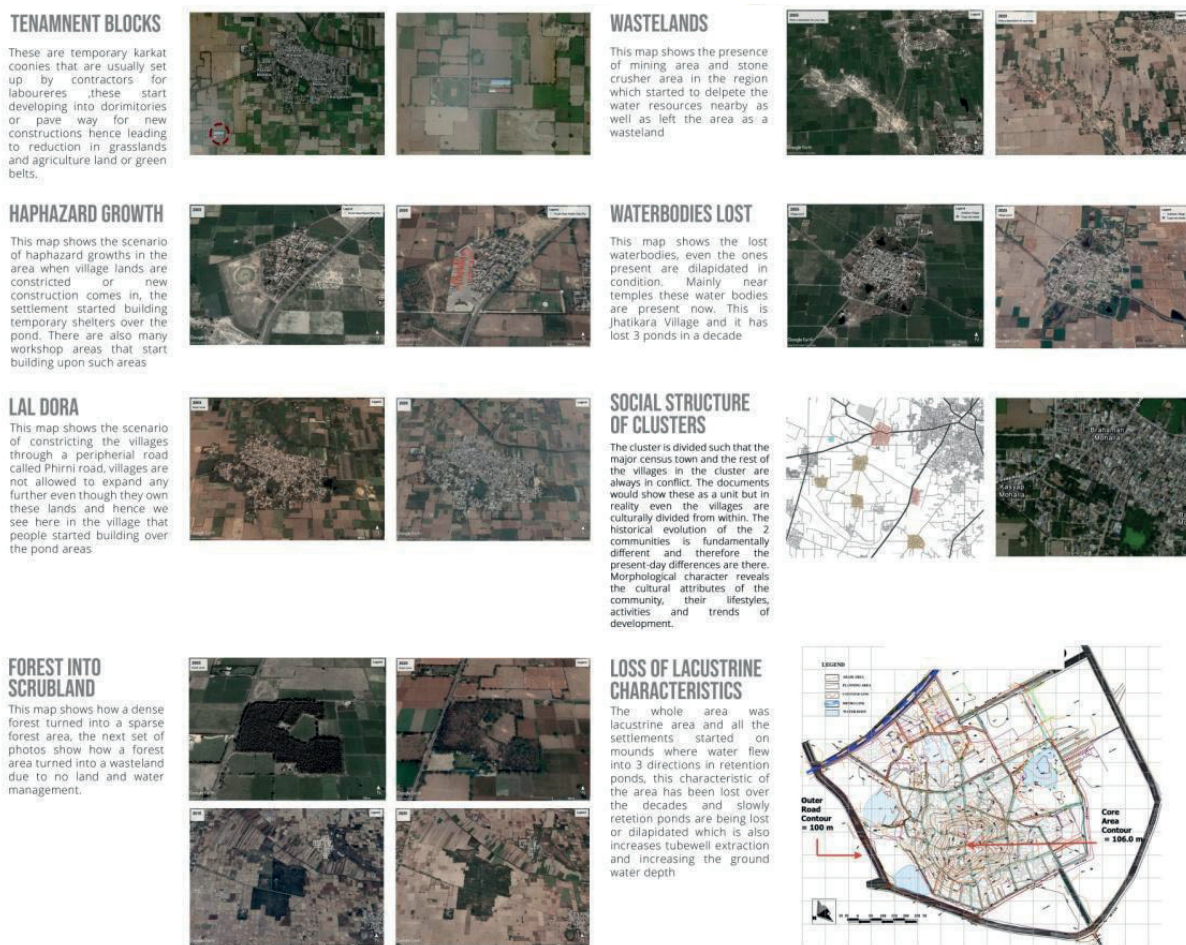 TENAMNENT BLOCKS
These are temporary karkat
coonies that are usually set
up by contractors for
laboureres ,these start
developing into dorimitories
or pave way for new
constructions hence leading
to reduction in grasslands
and agriculture land or green
belts.
HAPHAZARD GROWTH
This map shows the scenario
of haphazard growths in the
area when village lands are
constricted or new
construction comes in, the
settlement started building
temporary shelters over the
pond. There are also many
workshop areas that start
building upon such areas
LAL DORA
This map shows the scenario
of constricting the villages
through a peripherial road
called Phirni road, villages are
not allowed to expand any
further even though they own
these lands and hence we
see here in the village that
people started building over
the pond areas
FOREST INTO
SCRUBLAND
This map shows how a dense
forest turned into a sparse
forest area, the next set of
photos show how a forest
area turned into a wasteland
due to no land and water
management.
WASTELANDS
This map shows the presence
of mining area and stone
crusher area in the region
which started to delpete the
water resources nearby as
well as left the area as a
wasteland
Google Earth
WATERBODIES LOST
This map shows the lost
waterbodies, even the ones
present are dilapidated in
condition. Mainly near
temples these water bodies
are present now. This is
Jhatikara Village and it has
lost 3 ponds in a decade
SOCIAL STRUCTURE
OF CLUSTERS
The cluster is divided such that the
major census town and the rest of
the villages in the cluster are
always in conflict. The documents
would show these as a unit but in
reality even the villages are
culturally divided from within. The
historical evolution of the 2
communities is fundamentally
different and therefore the
present-day differences are there.
Morphological character reveals
the cultural attributes of the
community, their lifestyles,
activities and trends of
development.
Brahaman
Mohalla
Kasyap
Mohalla
LOSS OF LACUSTRINE
CHARACTERISTICS
The whole area was
lacustrine area and all the
settlements started on
mounds where water flew
into 3 directions in retention
ponds, this characteristic of
the area has been lost over
the decades and slowly
retetion ponds are being lost
or dilapidated which is also
increases tubewell extraction
and increasing the ground
water depth
LEGEND
Outer
Road
Contour
= 100 m
Core
Area
Contour
= 106.0 m